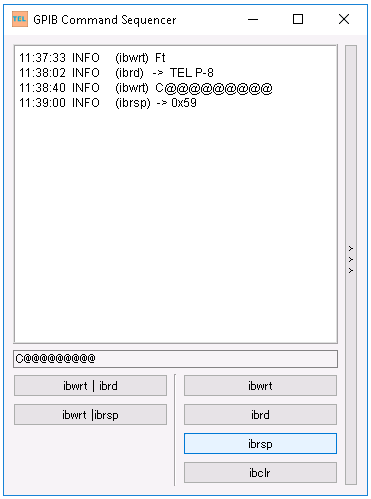 TEL GPIB Command Sequencer
11:37:33 INFO (ibwrt) Ft
11:38:02 INFO (ibrd) -> TEL P-8
11:38:40 INFO (ibwrt) C@@@@@@@@@
11:39:00 INFO (ibrsp) -> 0x59
C@@@@@@@@@
ibwrt | ibrd
ibwrt
ibwrt |ibrsp
ibrd
ibrsp
ibclr